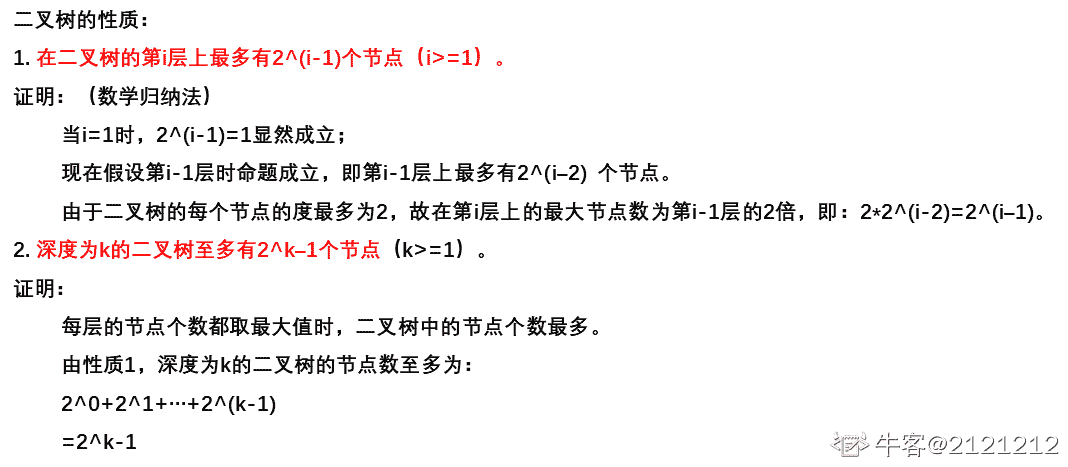 二叉树的性质：
1. 在二叉树的第i层上最多有2^(i-1)个节点（i>=1）。
证明：（数学归纳法）
当i=1时，2^(i-1)=1显然成立；
现在假设第i-1层时命题成立，即第i-1层上最多有2^(i–2) 个节点。
由于二叉树的每个节点的度最多为2，故在第i层上的最大节点数为第i-1层的2倍，即：2*2^(i-2)=2^(i–1)。
2. 深度为k的二叉树至多有2^k–1个节点（k>=1）。
证明：
每层的节点个数都取最大值时，二叉树中的节点个数最多。
由性质1，深度为k的二叉树的节点数至多为：
2^0+2^1+…+2^(k-1)
=2^k-1
牛客@2121212